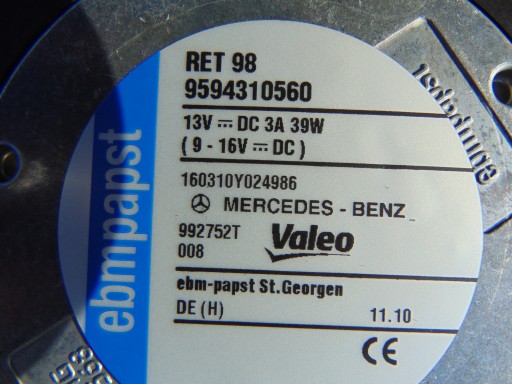 ebmpapst
RET 98
9594310560
13V ⎓ DC 3A 39W
( 9 - 16V ⎓ DC )
160310Y024986
MERCEDES - BENZ
992752T
Valeo
008
ebm-papst St.Georgen
DE (H)
11.10
CE
ebmpapst